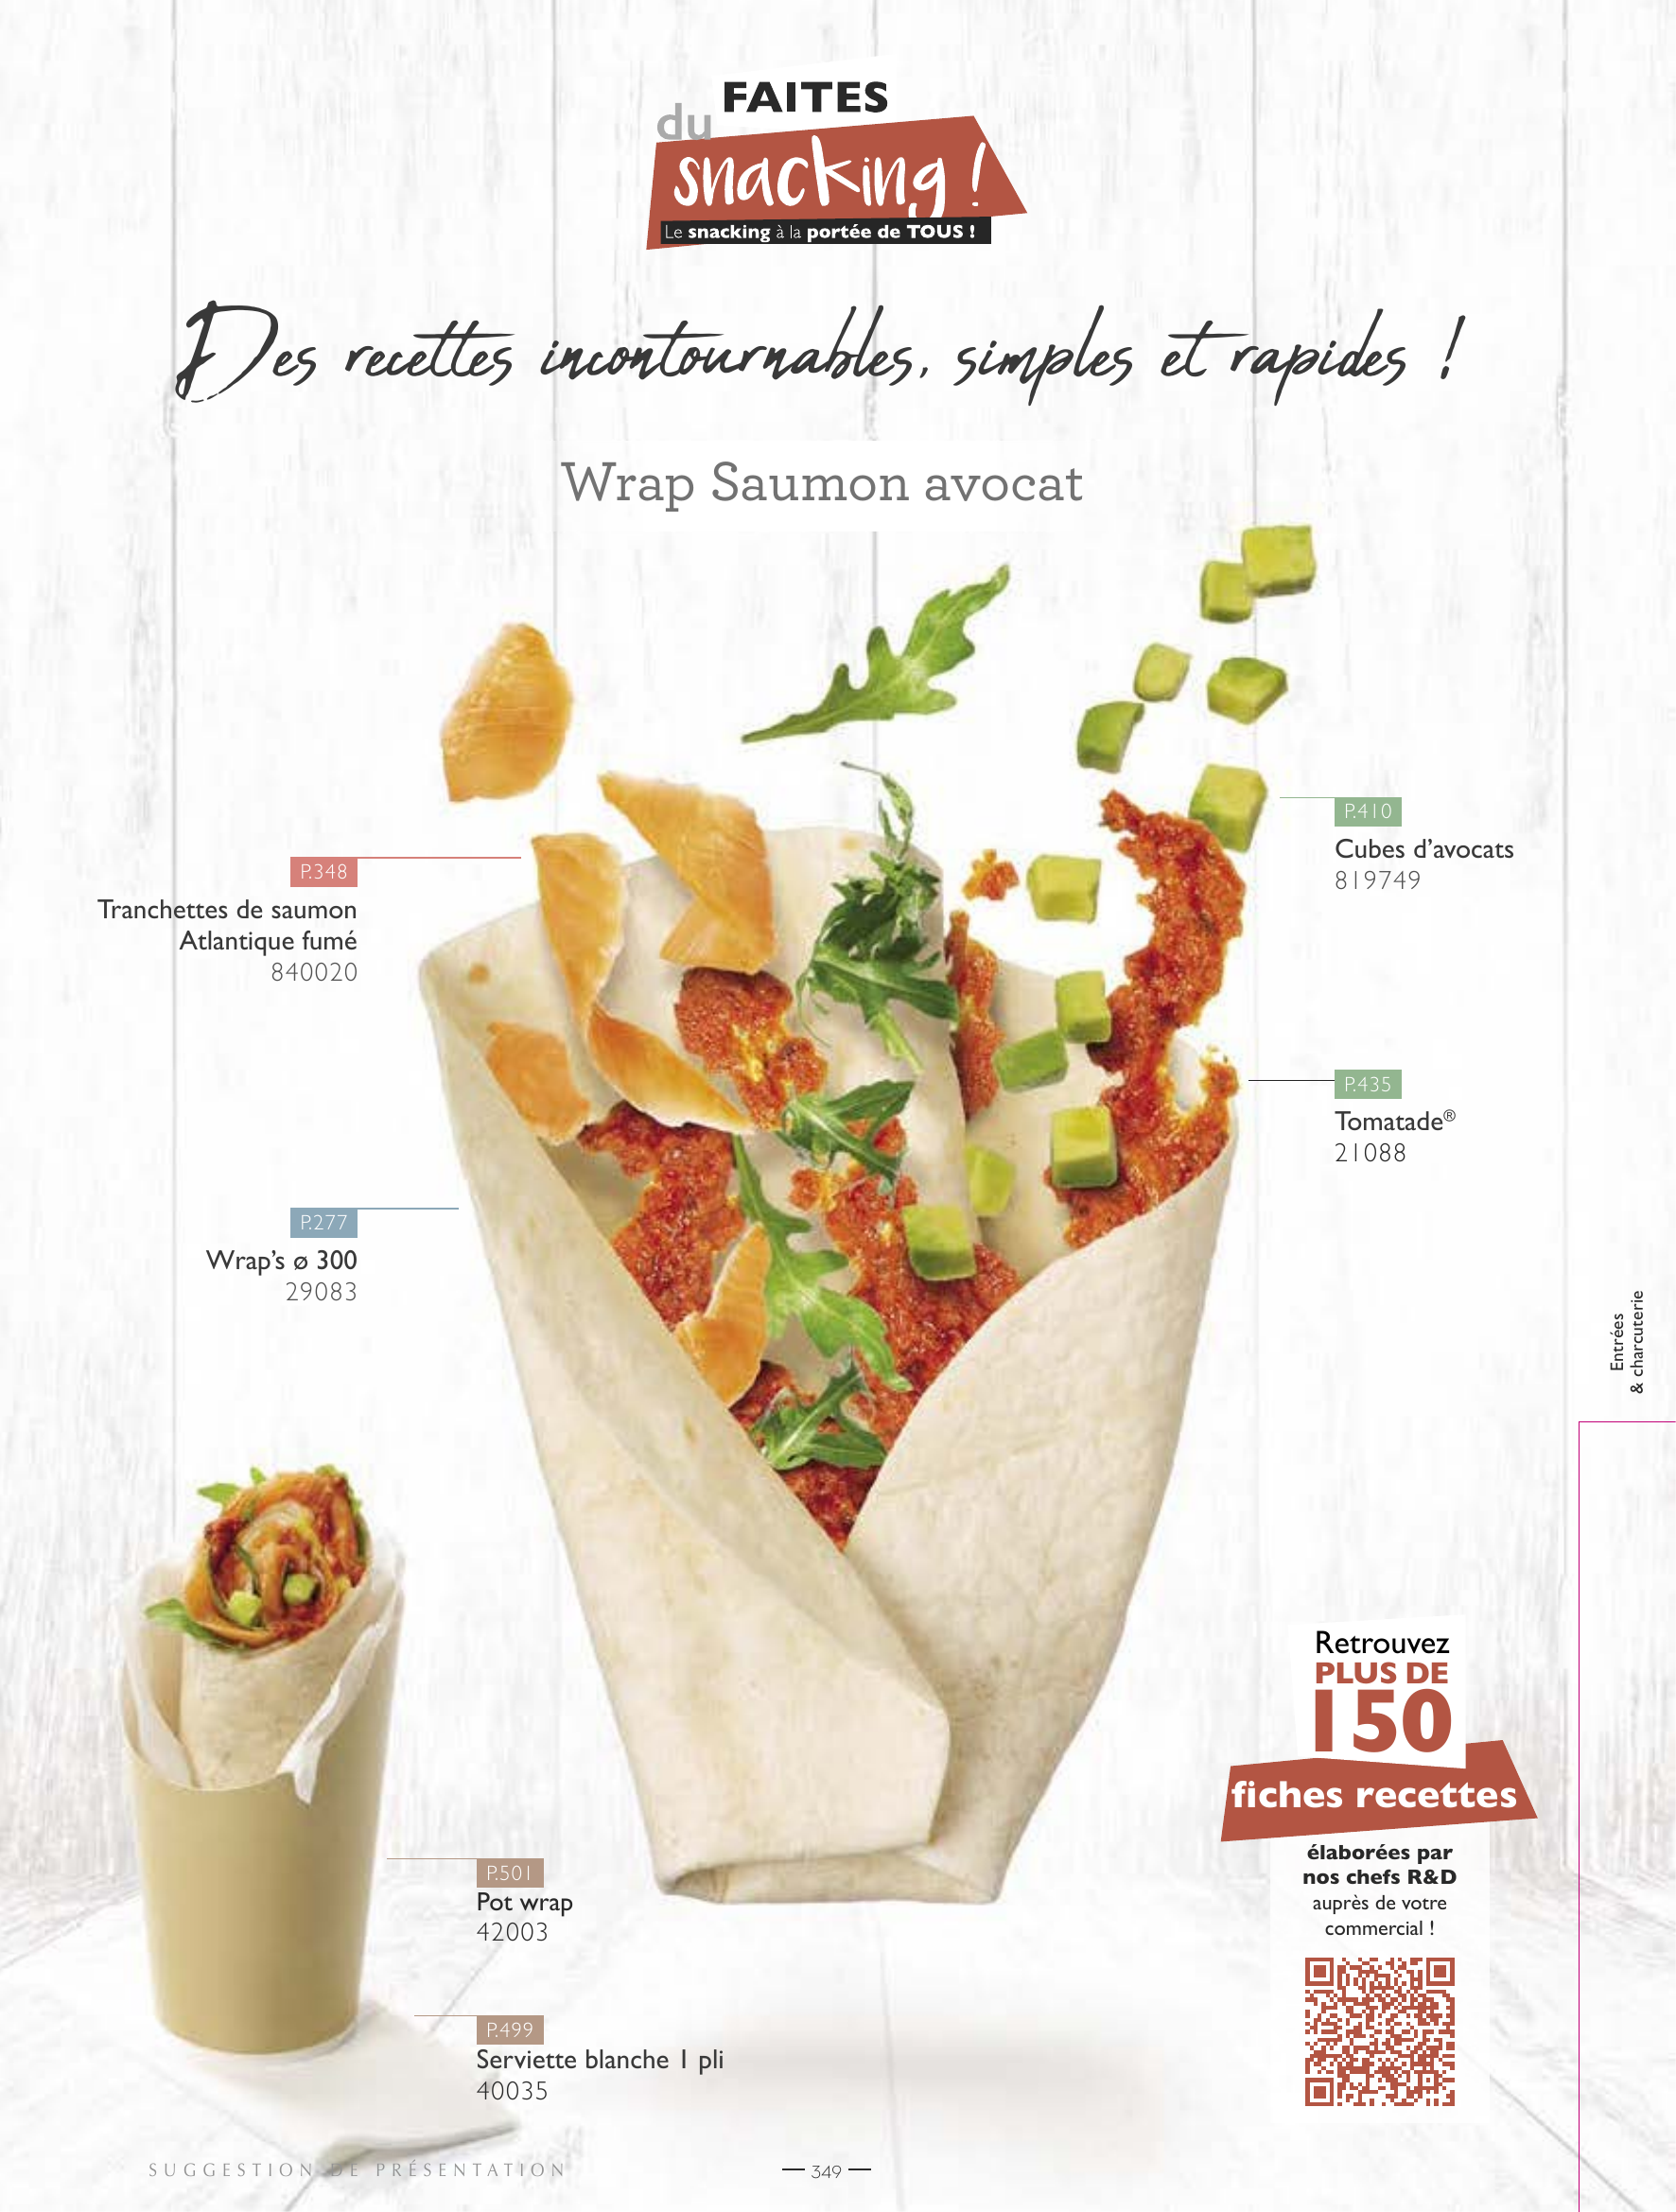 FAITES
du
snacking !
Le snacking à la portée de TOUS !
Des recettes incontournables, simples et rapides !
Wrap Saumon avocat
P.410
Cubes d’avocats
819749
P.348
Tranchettes de saumon
Atlantique fumé
840020
P.435
Tomatade®
21088
P.277
Wrap’s ø 300
29083
Entrées
& charcuterie
Retrouvez
PLUS DE
150
fiches recettes
élaborées par
nos chefs R&D
auprès de votre
commercial !
P.501
Pot wrap
42003
P.499
Serviette blanche 1 pli
40035
SUGGESTION DE PRÉSENTATION
349